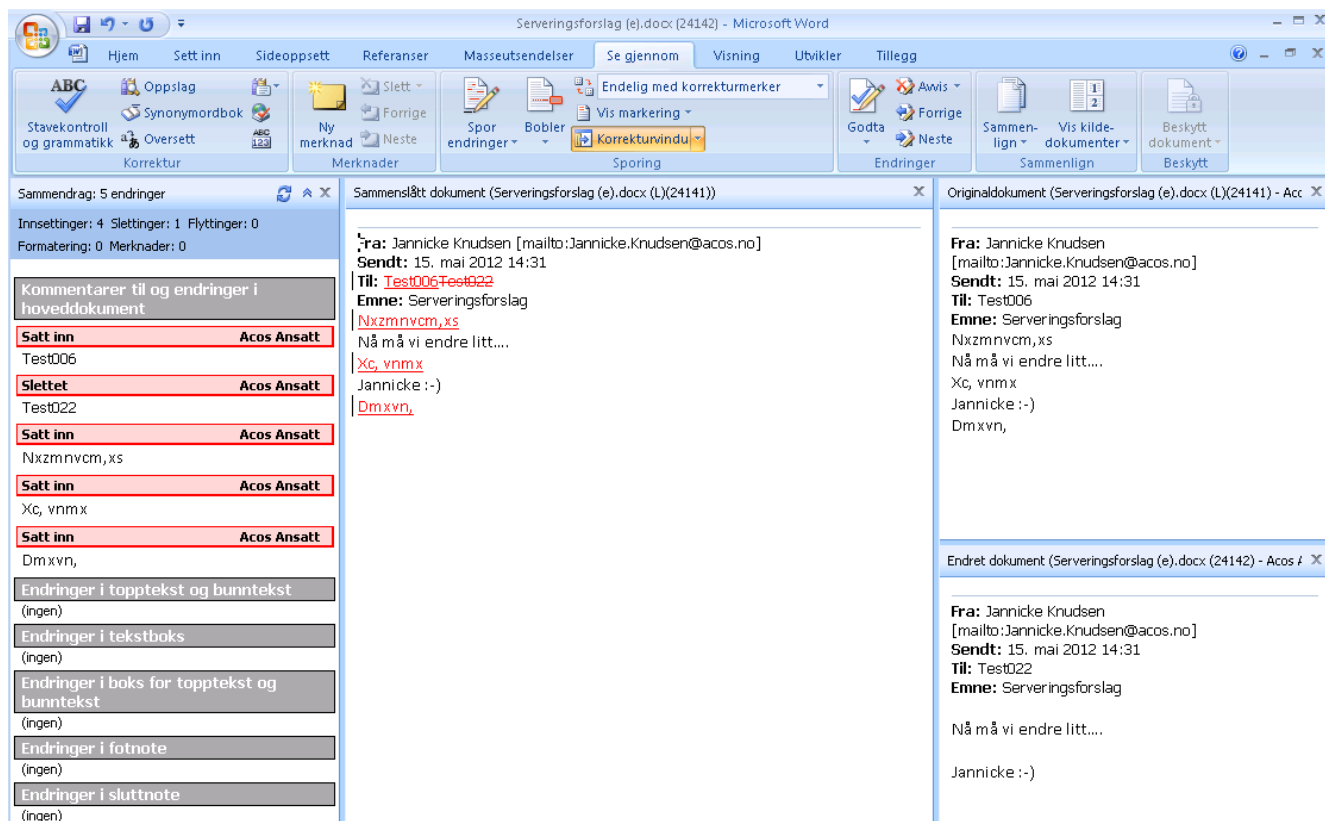 Serveringsforslag (e).docx (24142) - Microsoft Word
Hjem Sett inn Sideoppsett Referanser Masseutsendelser Se gjennom Visning Utvikler Tillegg
ABC Stavekontroll og grammatikk
Oppslag
Synonymordbok
Oversett
ABC 123
Korrektur
Ny merknad
Slett
Forrige
Neste
Merknader
Spor endringer
Bobler
Endelig med korrekturmerker
Vis markering
Korrekturvindu
Sporing
Godta
Avvis
Forrige
Neste
Endringer
Sammen-
lign
Vis kilde-
dokumenter
1
2
Sammenlign
Beskytt
dokument
Beskytt
Sammendrag: 5 endringer
Innsettinger: 4 Slettinger: 1 Flyttinger: 0
Formatering: 0 Merknader: 0
Kommentarer til og endringer i
hoveddokument
Satt inn Acos Ansatt
Test006
Slettet Acos Ansatt
Test022
Satt inn Acos Ansatt
Nxzmnvcm,xs
Satt inn Acos Ansatt
Xc, vnmx
Satt inn Acos Ansatt
Dmxvn,
Endringer i topptekst og bunntekst
(ingen)
Endringer i tekstboks
(ingen)
Endringer i boks for topptekst og
bunntekst
(ingen)
Endringer i fotnote
(ingen)
Endringer i sluttnote
(ingen)
Sammenslått dokument (Serveringsforslag (e).docx (L)(24141))
Fra: Jannicke Knudsen [mailto:Jannicke.Knudsen@acos.no]
Sendt: 15. mai 2012 14:31
Til: Test006Test022
Emne: Serveringsforslag
Nxzmnvcm,xs
Nå må vi endre litt....
Xc, vnmx
Jannicke :-)
Dmxvn,
Originaldokument (Serveringsforslag (e).docx (L)(24141) - Acc
Fra: Jannicke Knudsen
[mailto:Jannicke.Knudsen@acos.no]
Sendt: 15. mai 2012 14:31
Til: Test006
Emne: Serveringsforslag
Nxzmnvcm,xs
Nå må vi endre litt....
Xc, vnmx
Jannicke :-)
Dmxvn,
Endret dokument (Serveringsforslag (e).docx (24142) - Acos A
Fra: Jannicke Knudsen
[mailto:Jannicke.Knudsen@acos.no]
Sendt: 15. mai 2012 14:31
Til: Test022
Emne: Serveringsforslag
Nå må vi endre litt....
Jannicke :-)